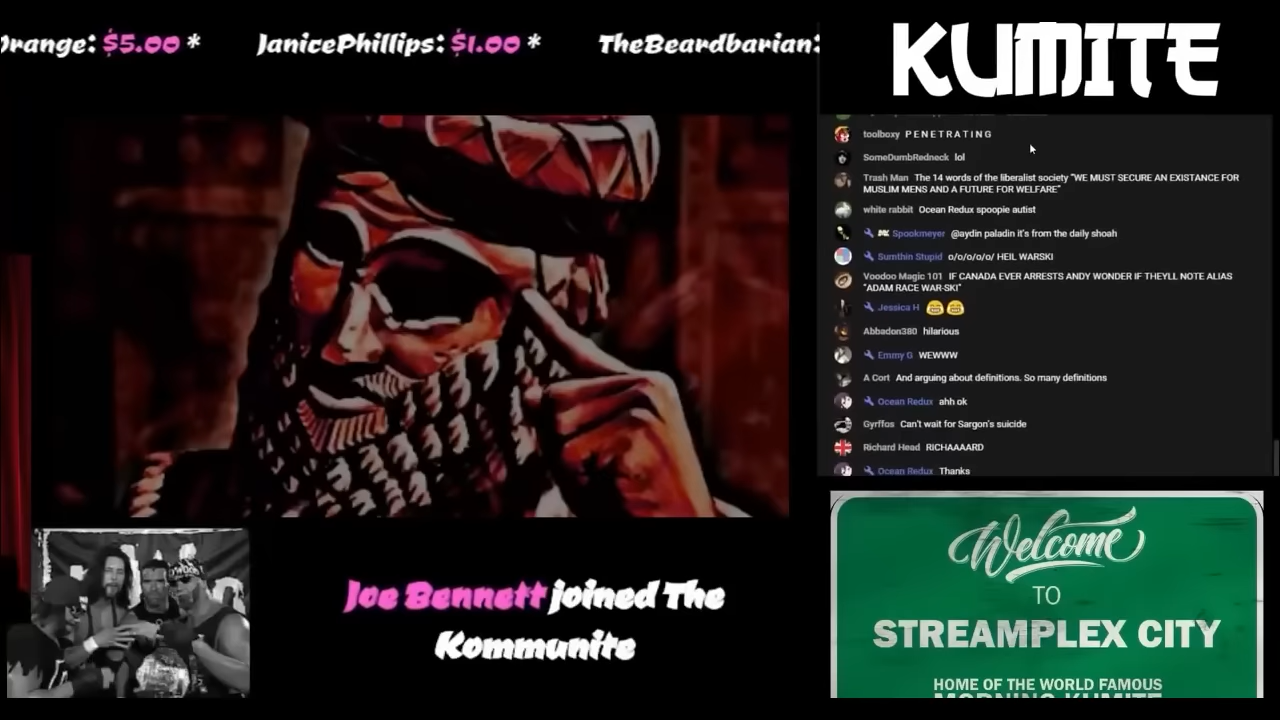 Orange: $5.00 *
JanicePhillips: $1.00 *
TheBeardbarian:
KUMITE
toolboxy P E N E T R A T I N G
SomeDumbRedneck lol
Trash Man The 14 words of the liberalist society "WE MUST SECURE AN EXISTANCE FOR
MUSLIM MENS AND A FUTURE FOR WELFARE"
white rabbit Ocean Redux spoopie autist
Spookmeyer @aydin paladin it's from the daily shoah
Sumthin Stupid o/o/o/o/o/ HEIL WARSKI
Voodoo Magic 101 IF CANADA EVER ARRESTS ANDY WONDER IF THEYLL NOTE ALIAS
"ADAM RACE WAR-SKI"
Jessica H 😂😂
Abbadon380 hilarious
Emmy G WEWWW
A Cort And arguing about definitions. So many definitions
Ocean Redux ahh ok
Gyrffos Can't wait for Sargon's suicide
Richard Head RICHAAAARD
Ocean Redux Thanks
Joe Bennett joined The
Kommunite
Welcome
TO
STREAMPLEX CITY
HOME OF THE WORLD FAMOUS
MORNING KUMITE